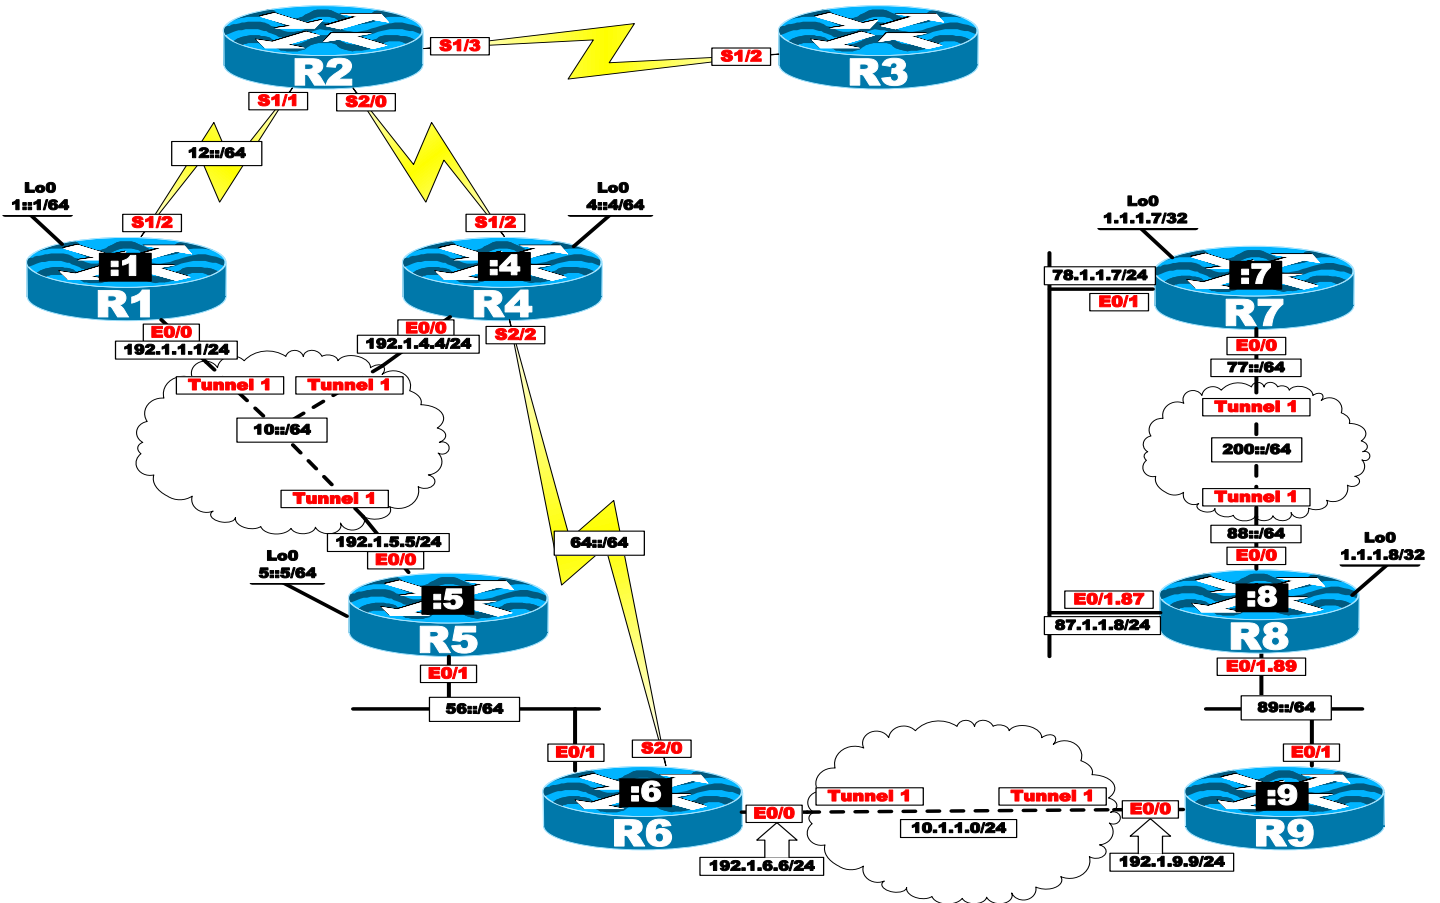 R2
S1/3
S1/2
R3
S1/1
S2/0
12::/64
Lo0
1::1/64
S1/2
S1/2
Lo0
4::4/64
:1
R1
:4
R4
E0/0
192.1.1.1/24
E0/0
192.1.4.4/24
S2/2
Tunnel 1
Tunnel 1
10::/64
Tunnel 1
192.1.5.5/24
E0/0
Lo0
5::5/64
:5
R5
E0/1
56::/64
64::/64
E0/1
S2/0
:6
R6
E0/0
192.1.6.6/24
Tunnel 1
Tunnel 1
10.1.1.0/24
E0/0
192.1.9.9/24
Lo0
1.1.1.7/32
78.1.1.7/24
E0/1
:7
R7
E0/0
77::/64
Tunnel 1
200::/64
Tunnel 1
88::/64
E0/0
Lo0
1.1.1.8/32
E0/1.87
87.1.1.8/24
:8
R8
E0/1.89
89::/64
E0/1
:9
R9